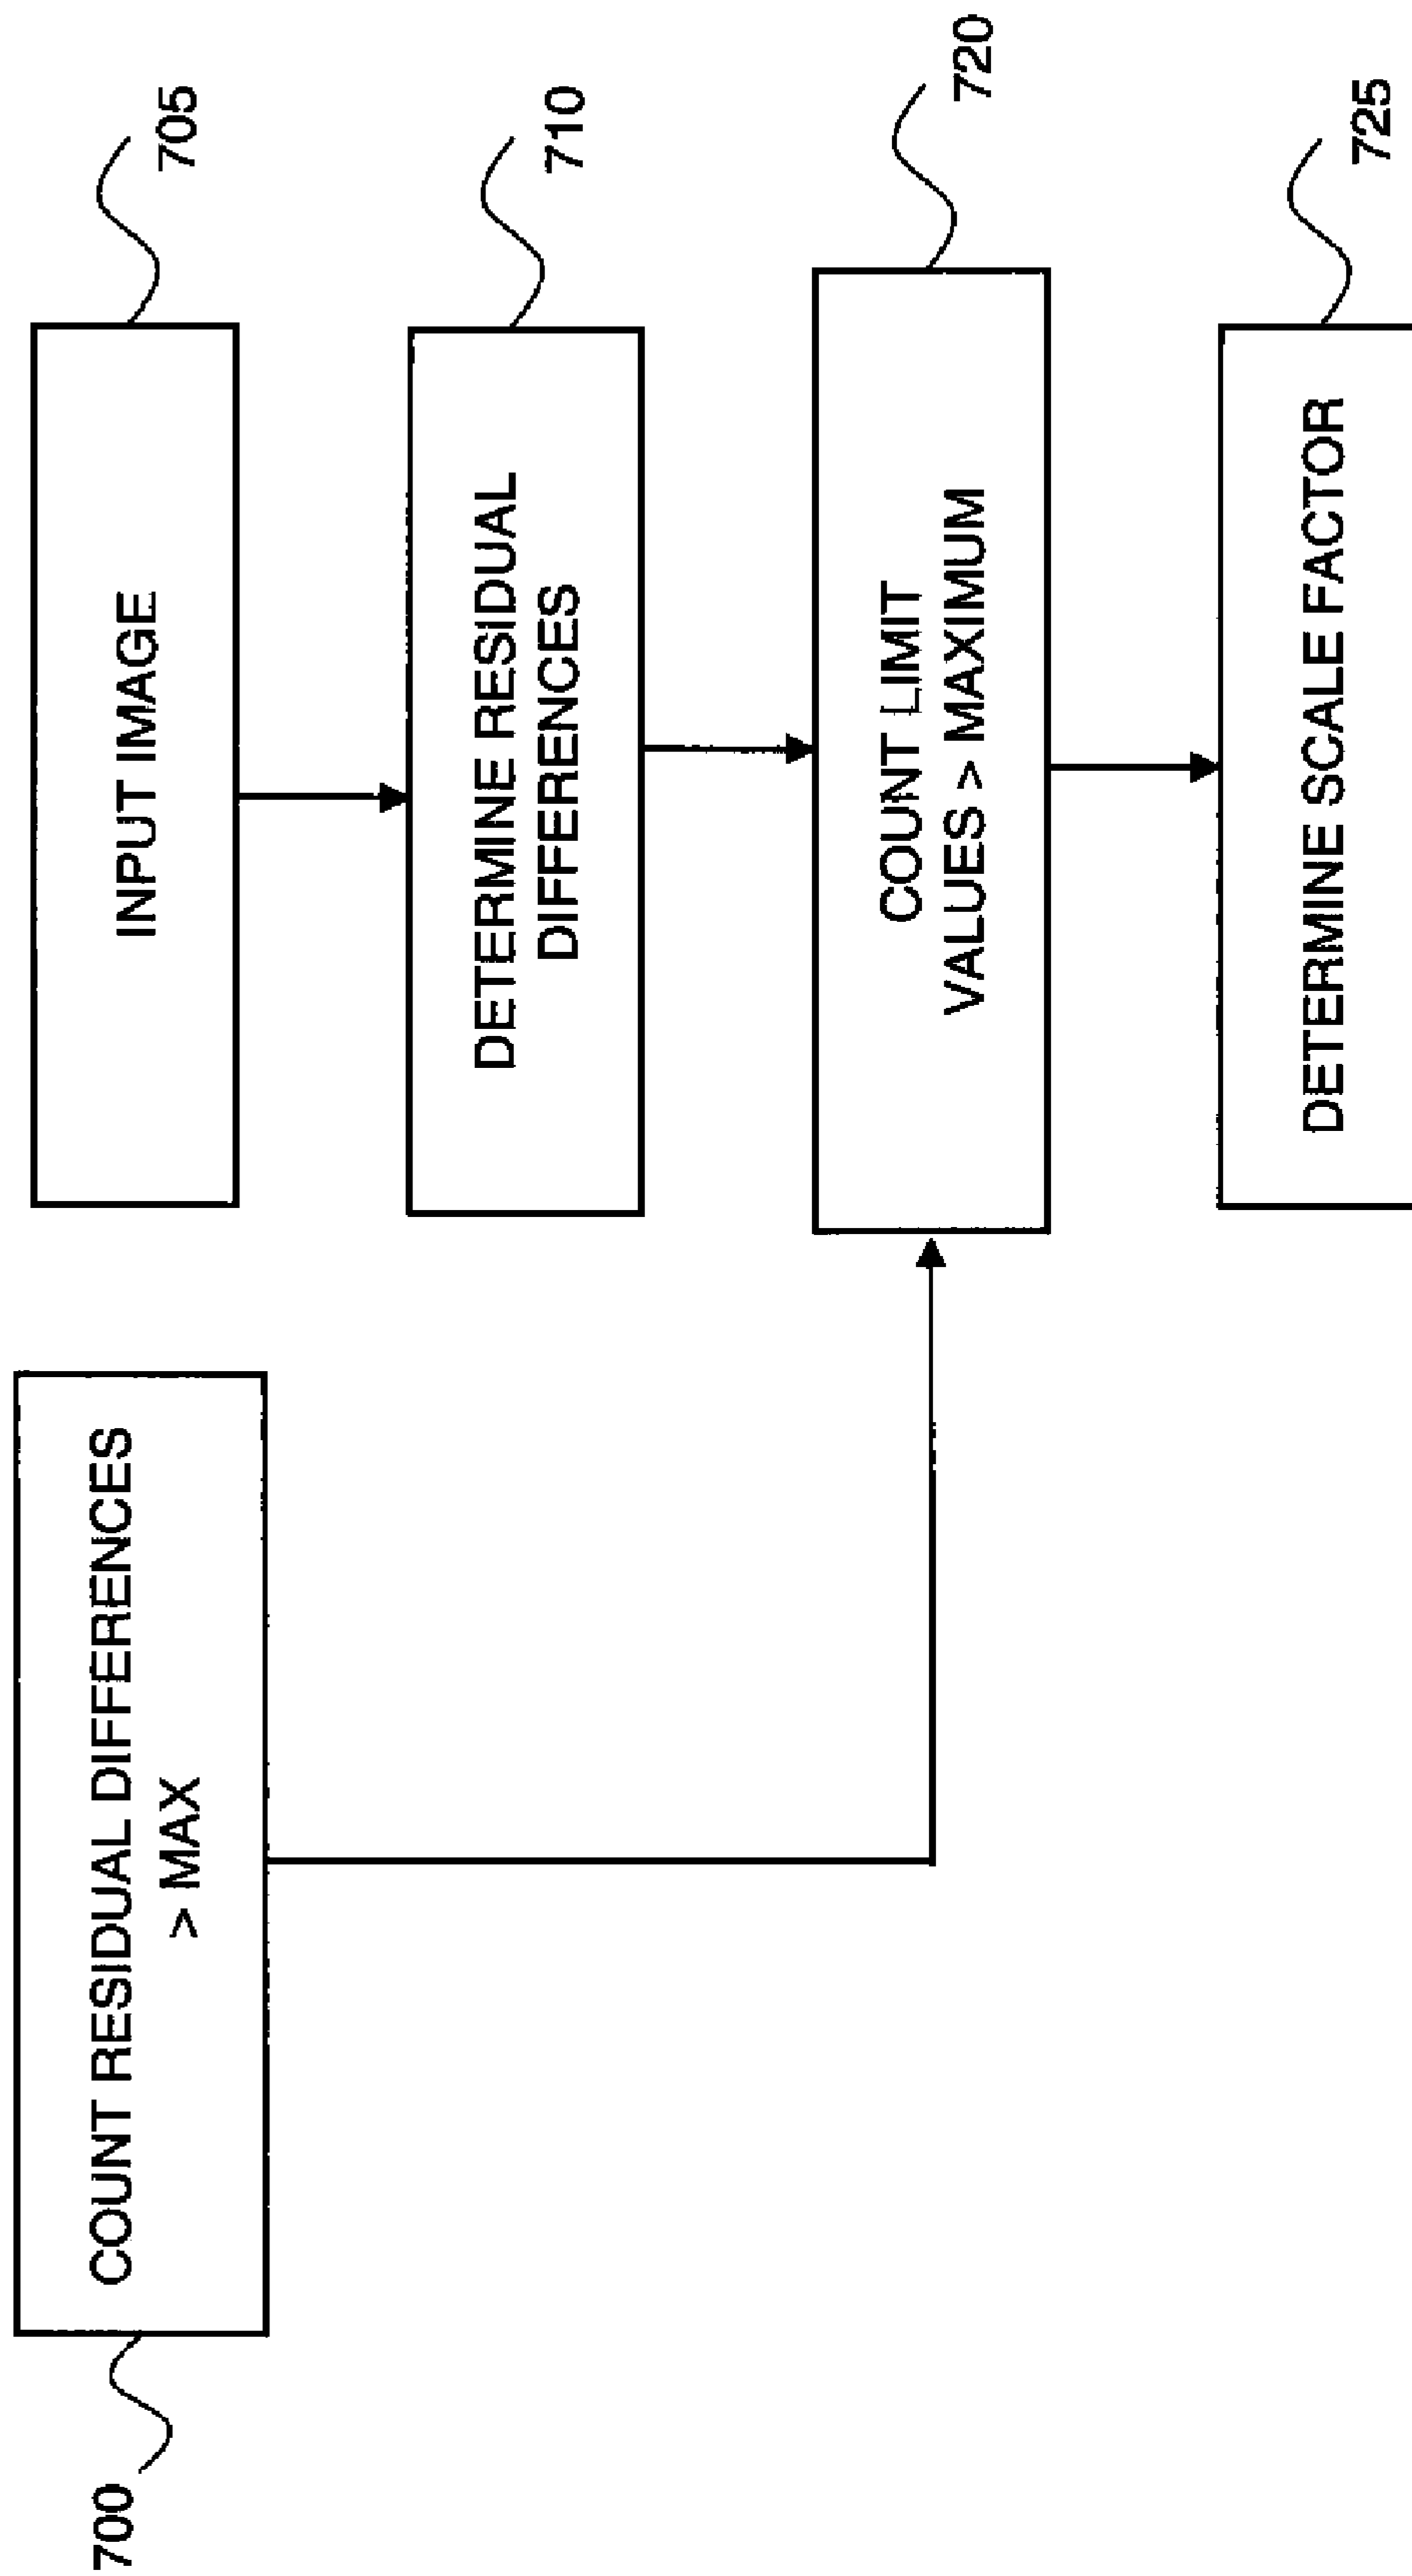 700
COUNT RESIDUAL DIFFERENCES
> MAX
INPUT IMAGE
705
DETERMINE RESIDUAL
DIFFERENCES
710
COUNT LIMIT
VALUES > MAXIMUM
720
DETERMINE SCALE FACTOR
725